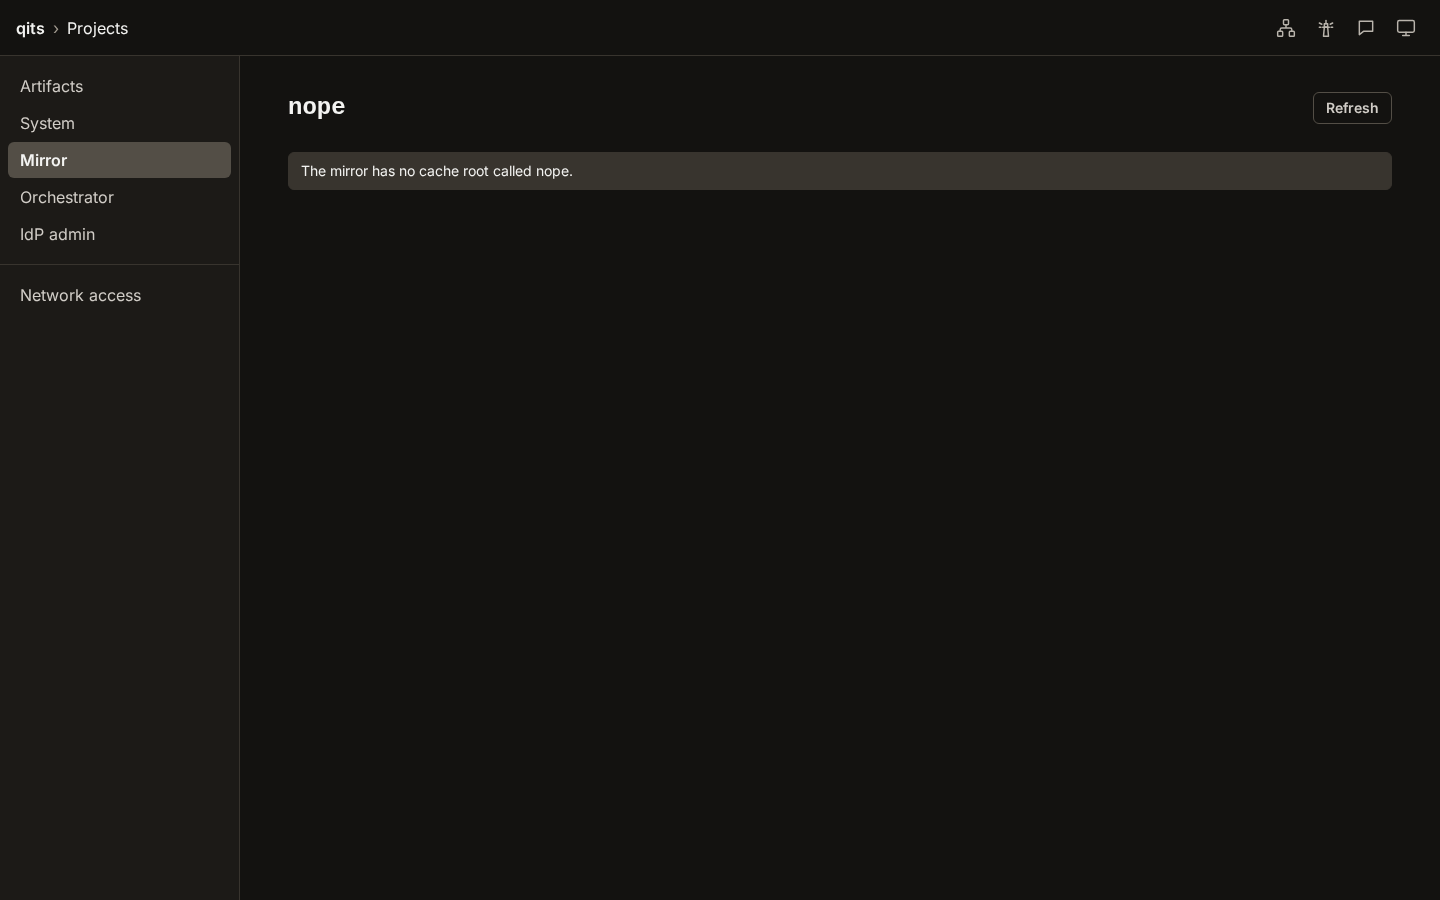 qits › Projects
Artifacts
System
Mirror
Orchestrator
IdP admin
Network access
nope
Refresh
The mirror has no cache root called nope.